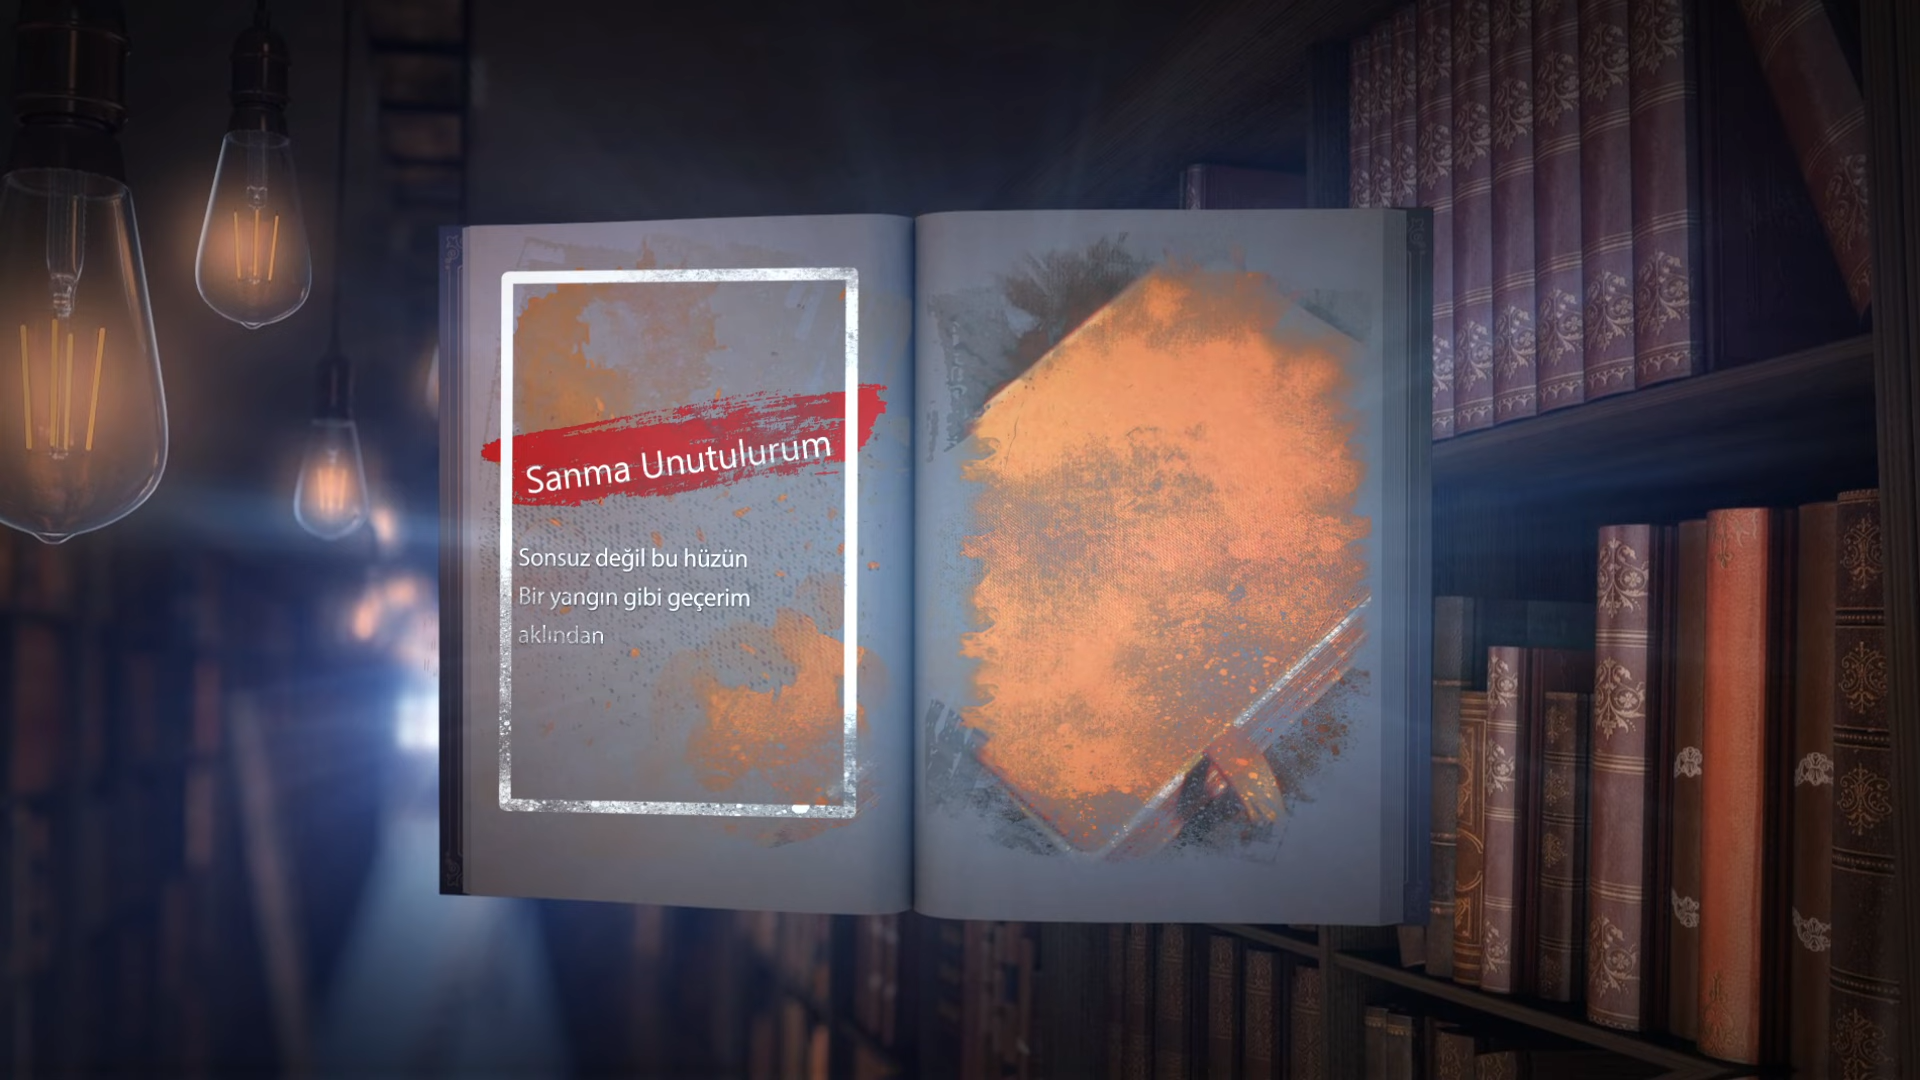 Sanma Unutulurum
Sonsuz değil bu hüzün
Bir yangın gibi geçerim
aklından